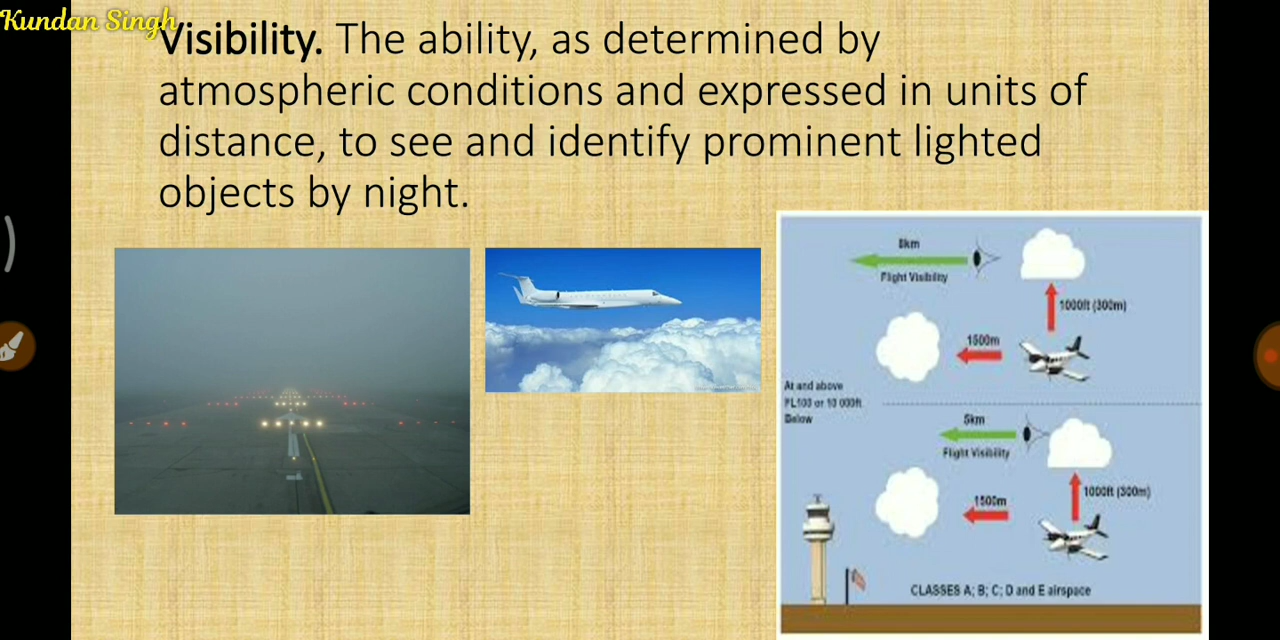 Kundan Singh
Visibility. The ability, as determined by
atmospheric conditions and expressed in units of
distance, to see and identify prominent lighted
objects by night.
8km
Flight Visibility
1000ft (300m)
1500m
At and above
FL100 or 10 000ft
Below
5km
Flight Visibility
1000ft (300m)
1500m
CLASSES A; B; C; D and E airspace